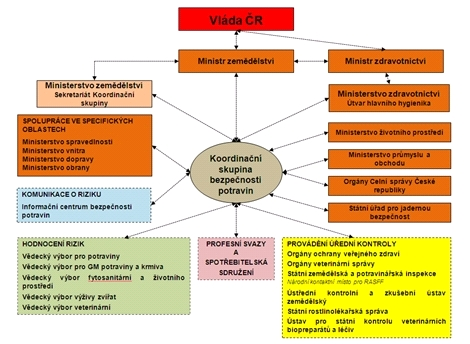 Vláda ČR
Ministr zemědělství
Ministr zdravotnictví
Ministerstvo zemědělství
Sekretariát Koordinační
skupiny
Ministerstvo zdravotnictví
Útvar hlavního hygienika
SPOLUPRÁCE VE SPECIFICKÝCH
OBLASTECH
Ministerstvo spravedlnosti
Ministerstvo vnitra
Ministerstvo dopravy
Ministerstvo obrany
Ministerstvo životního prostředí
Koordinační
skupina
bezpečnosti
potravin
Ministerstvo průmyslu a
obchodu
Orgány Celní správy České
republiky
KOMUNIKACE O RIZIKU
Informační centrum bezpečnosti
potravin
Státní úřad pro jadernou
bezpečnost
HODNOCENÍ RIZIK
Vědecký výbor pro potraviny
Vědecký výbor pro GM potraviny a krmiva
Vědecký výbor fytosanitární a životního
prostředí
Vědecký výbor výživy zvířat
Vědecký výbor veterinární
PROFESNÍ SVAZY
A
SPOTŘEBITELSKÁ
SDRUŽENÍ
PROVÁDĚNÍ ÚŘEDNÍ KONTROLY
Orgány ochrany veřejného zdraví
Orgány veterinární správy
Státní zemědělská a potravinářská inspekce
Národní kontaktní místo pro RASFF
Ústřední kontrolní a zkušební ústav
zemědělský
Státní rostlinolékařská správa
Ústav pro státní kontrolu veterinárních
biopreparátů a léčiv